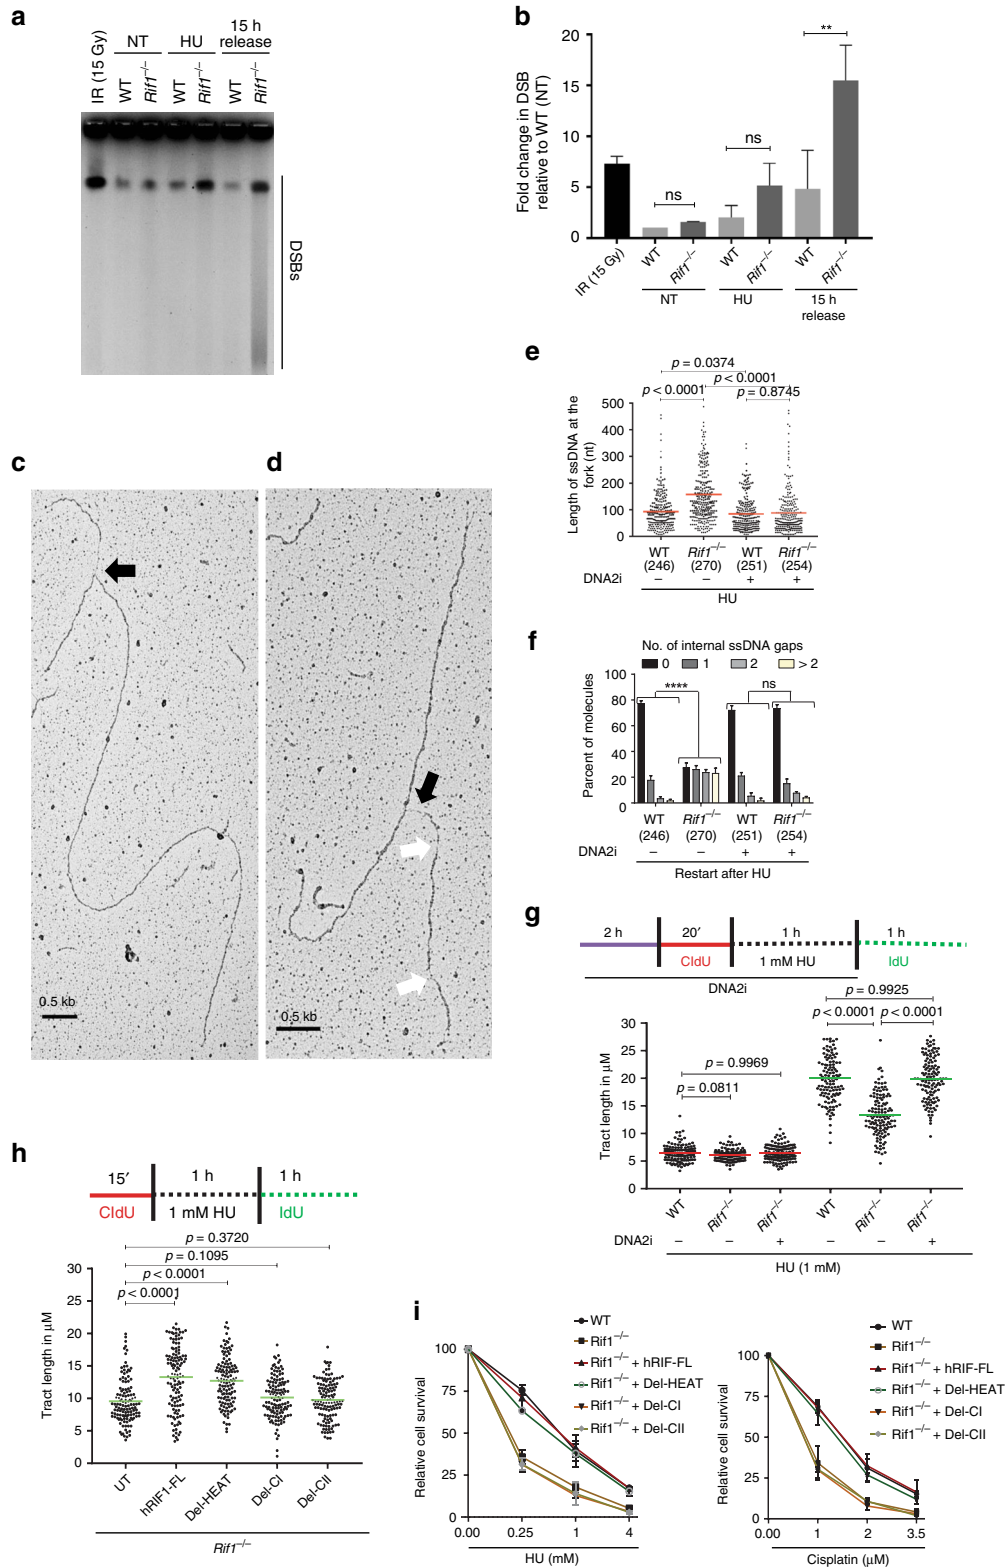 a
IR (15 Gy)
NT
HU
15 h
release
WT
Rif1–/–
WT
Rif1–/–
WT
Rif1–/–
DSBs
b
Fold change in DSB
relative to WT (NT)
20
15
10
5
0
ns
ns
**
IR (15 Gy)
WT
Rif1–/–
WT
Rif1–/–
WT
Rif1–/–
NT
HU
15 h
release
c
0.5 kb
d
0.5 kb
e
p = 0.0374
p < 0.0001
p < 0.0001
p = 0.8745
Length of ssDNA at the
fork (nt)
500
400
300
200
100
0
WT
Rif1–/–
WT
Rif1–/–
(246)
(270)
(251)
(254)
DNA2i
–
–
+
+
HU
f
No. of internal ssDNA gaps
0
1
2
> 2
****
ns
Parcent of molecules
100
80
60
40
20
0
WT
Rif1–/–
WT
Rif1–/–
(246)
(270)
(251)
(254)
DNA2i
–
–
+
+
Restart after HU
g
2 h
20′
1 h
1 h
CldU
1 mM HU
IdU
DNA2i
p = 0.9925
p < 0.0001
p < 0.0001
p = 0.9969
p = 0.0811
Tract length in μM
30
25
20
15
10
5
0
WT
Rif1–/–
Rif1–/–
WT
Rif1–/–
Rif1–/–
DNA2i
–
–
+
–
–
+
HU (1 mM)
h
15′
1 h
1 h
CldU
1 mM HU
IdU
p = 0.3720
p = 0.1095
p < 0.0001
p < 0.0001
Tract length in μM
30
25
20
15
10
5
0
UT
hRIF1-FL
Del-HEAT
Del-CI
Del-CII
Rif1–/–
i
WT
Rif1–/–
Rif1–/– + hRIF-FL
Rif1–/– + Del-HEAT
Rif1–/– + Del-CI
Rif1–/– + Del-CII
Relative cell survival
100
75
50
25
0
0.00
0.25
1
4
HU (mM)
WT
Rif1–/–
Rif1–/– + hRIF-FL
Rif1–/– + Del-HEAT
Rif1–/– + Del-CI
Rif1–/– + Del-CII
Relative cell survival
100
75
50
25
0
0.00
1
2
3.5
Cisplatin (μM)